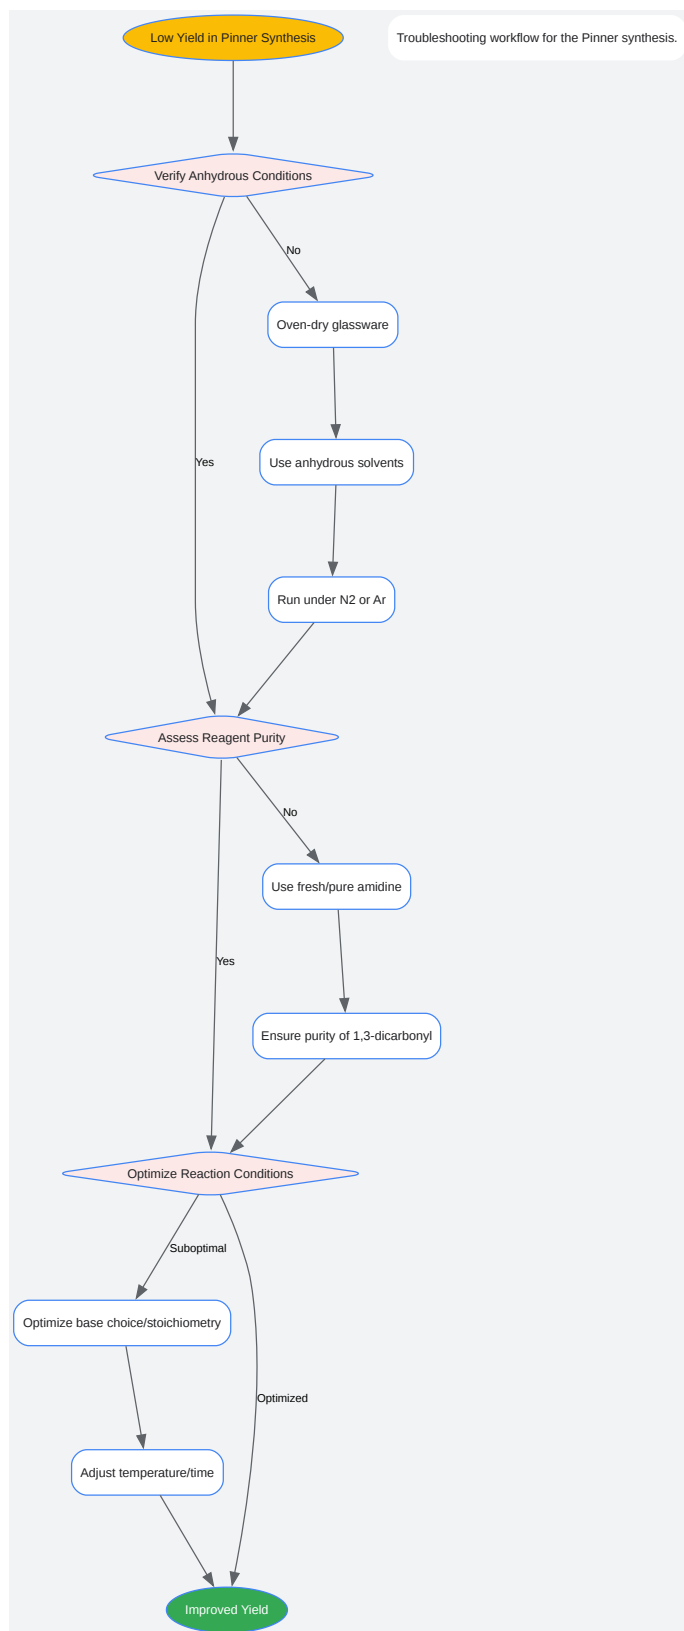 Low Yield in Pinner Synthesis
Troubleshooting workflow for the Pinner synthesis.
Verify Anhydrous Conditions
No
Oven-dry glassware
Use anhydrous solvents
Yes
Run under N2 or Ar
Assess Reagent Purity
No
Use fresh/pure amidine
Yes
Ensure purity of 1,3-dicarbonyl
Optimize Reaction Conditions
Suboptimal
Optimize base choice/stoichiometry
Optimized
Adjust temperature/time
Improved Yield